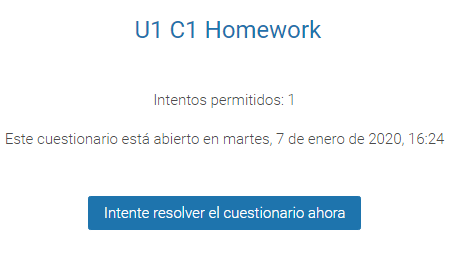 U1 C1 Homework
Intentos permitidos: 1
Este cuestionario está abierto en martes, 7 de enero de 2020, 16:24
Intente resolver el cuestionario ahora